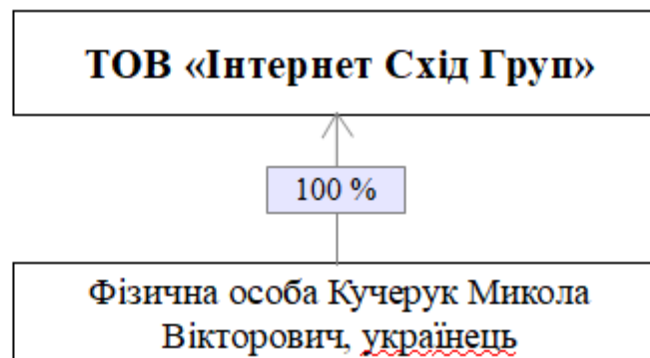 ТОВ «Інтернет Схід Груп»
100 %
Фізична особа Кучерук Микола
Вікторович, українець